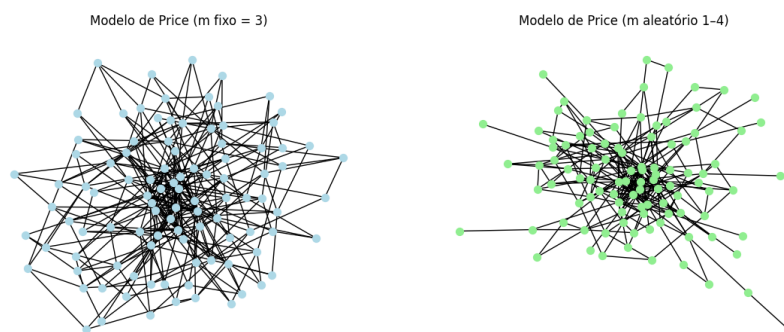 Modelo de Price (m fixo = 3)
Modelo de Price (m aleatório 1–4)